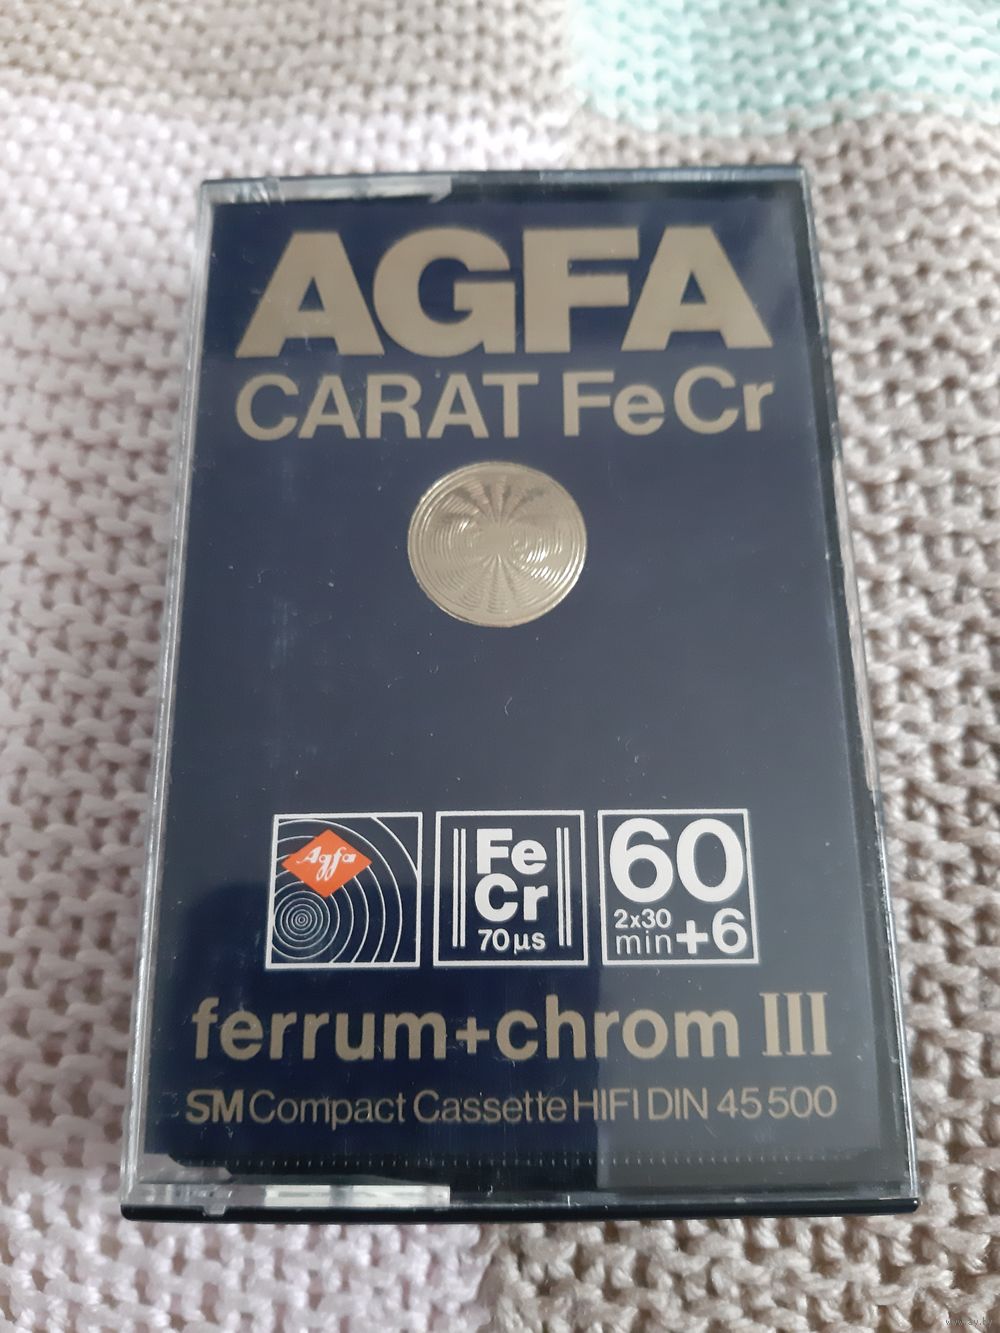 AGFA
CARAT FeCr
Agfa
Fe
Cr
70µs
60
2x30
min +6
ferrum+chrom III
SM Compact Cassette HIFI DIN 45 500